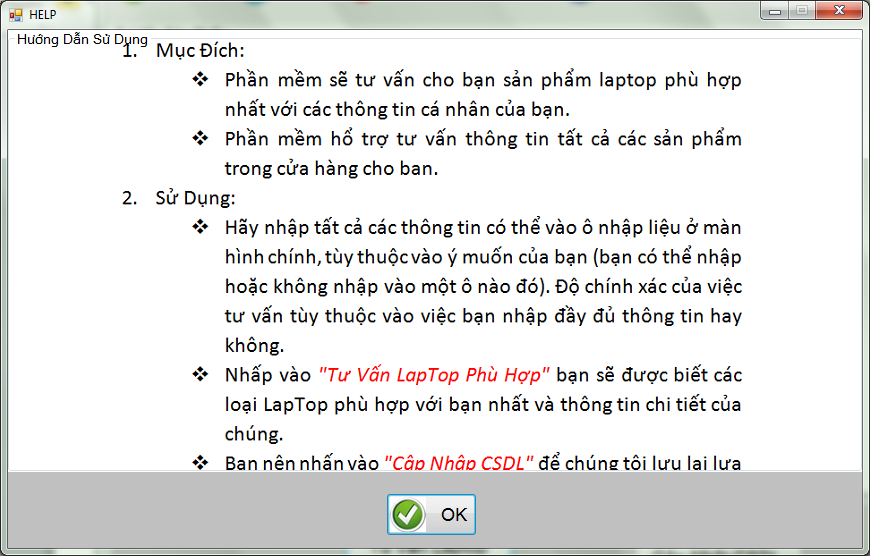 HELP
Hướng Dẫn Sử Dụng
1. Mục Đích:
❖ Phần mềm sẽ tư vấn cho bạn sản phẩm laptop phù hợp
nhất với các thông tin cá nhân của bạn.
❖ Phần mềm hổ trợ tư vấn thông tin tất cả các sản phẩm
trong cửa hàng cho ban.
2. Sử Dụng:
❖ Hãy nhập tất cả các thông tin có thể vào ô nhập liệu ở màn
hình chính, tùy thuộc vào ý muốn của bạn (bạn có thể nhập
hoặc không nhập vào một ô nào đó). Độ chính xác của việc
tư vấn tùy thuộc vào việc bạn nhập đầy đủ thông tin hay
không.
❖ Nhấp vào "Tư Vấn LapTop Phù Hợp" bạn sẽ được biết các
loại LapTop phù hợp với bạn nhất và thông tin chi tiết của
chúng.
❖ Bạn nên nhấn vào "Cập Nhập CSDL" để chúng tôi lưu lại lựa
OK